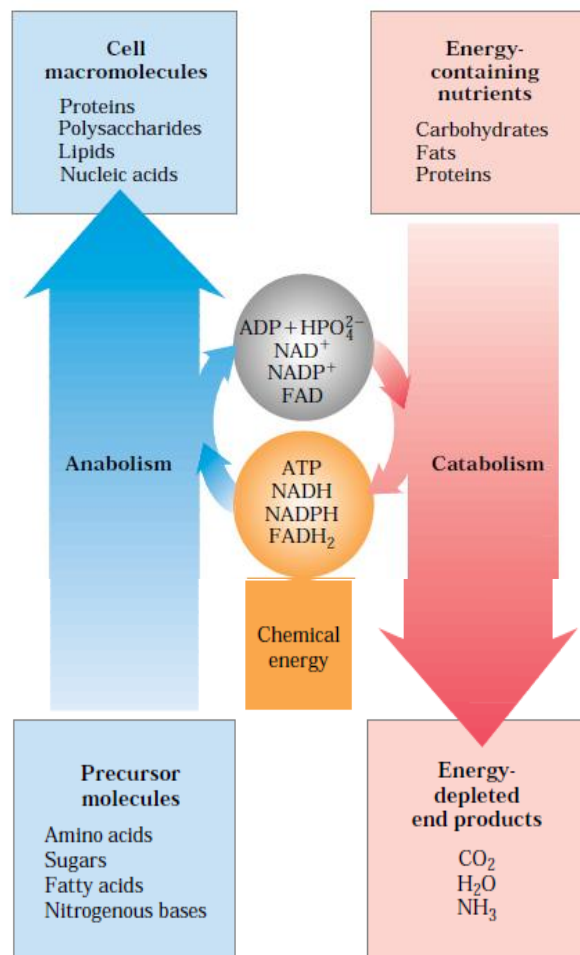 Cell
macromolecules
Proteins
Polysaccharides
Lipids
Nucleic acids
Energy-
containing
nutrients
Carbohydrates
Fats
Proteins
ADP+HPO₄²⁻
NAD⁺
NADP⁺
FAD
Anabolism
ATP
NADH
NADPH
FADH₂
Catabolism
Chemical
energy
Precursor
molecules
Amino acids
Sugars
Fatty acids
Nitrogenous bases
Energy-
depleted
end products
CO₂
H₂O
NH₃